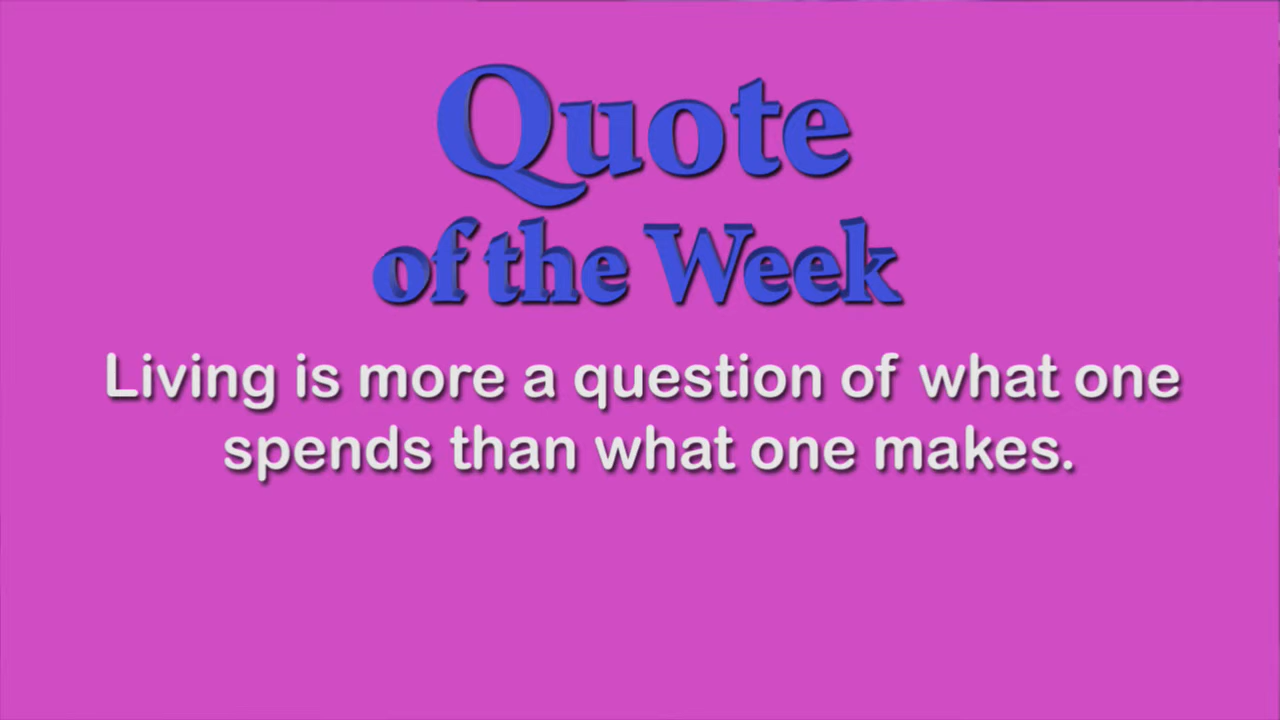 Quote
of the Week
Living is more a question of what one
spends than what one makes.